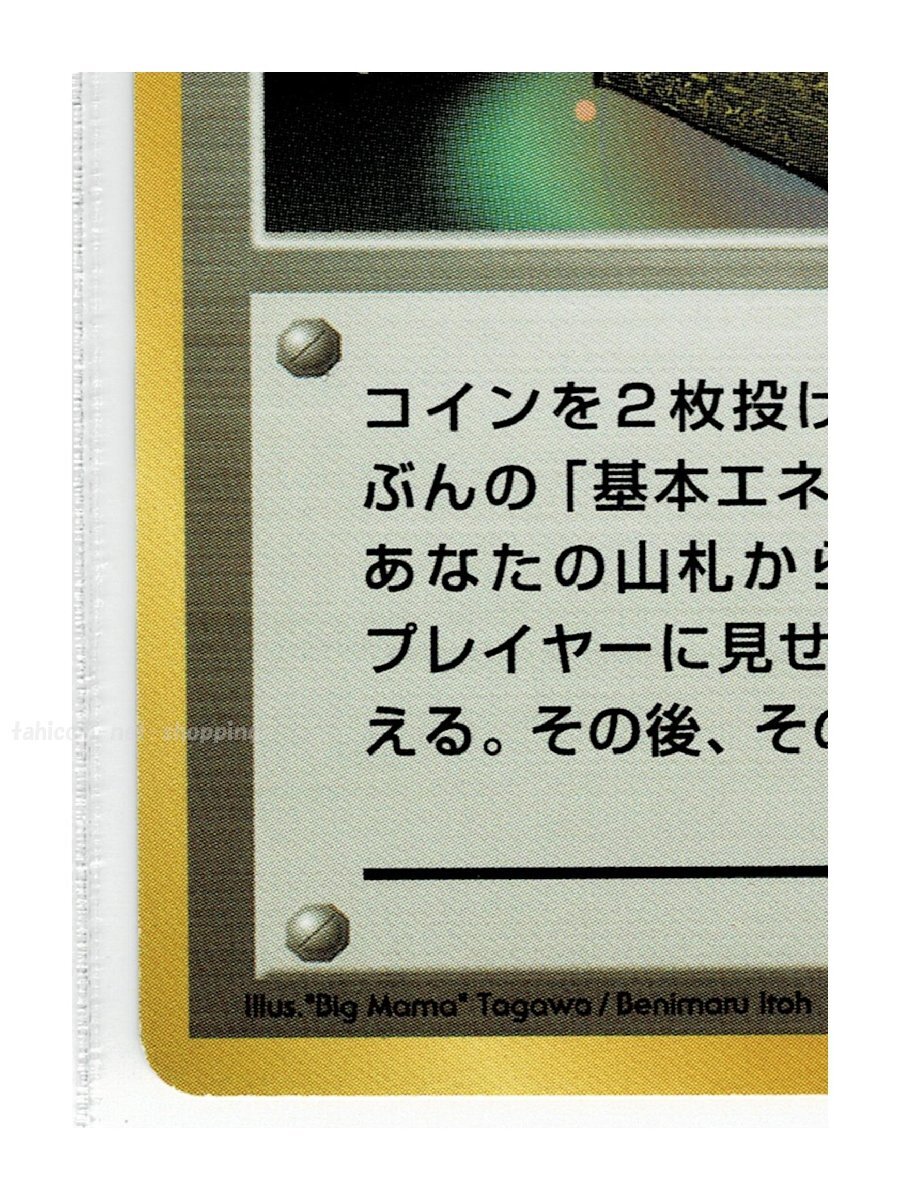 コインを２枚投け
ぶんの「基本エネ
あなたの山札から
プレイヤーに見せ
える。その後、その
Illus."Big Mama" Tagawa / Benimaru Itoh